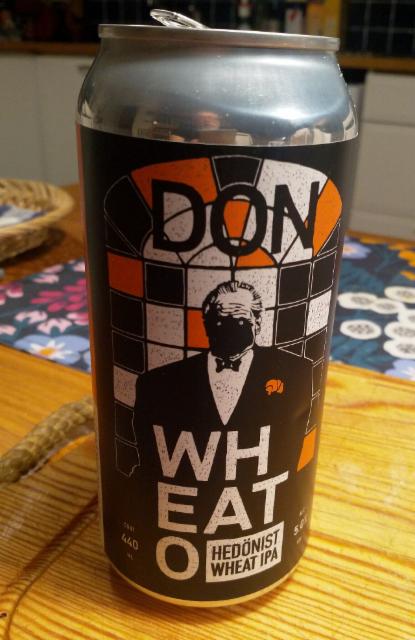 DON
WH
EAT
O
HEDÖNIST
WHEAT IPA
440